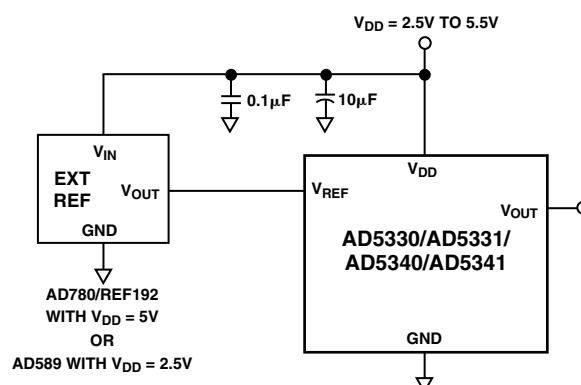 V_DD = 2.5V TO 5.5V
0.1μF
10μF
V_IN
EXT
REF
V_OUT
GND
V_REF
V_DD
V_OUT
AD5330/AD5331/
AD5340/AD5341
GND
AD780/REF192
WITH V_DD = 5V
OR
AD589 WITH V_DD = 2.5V